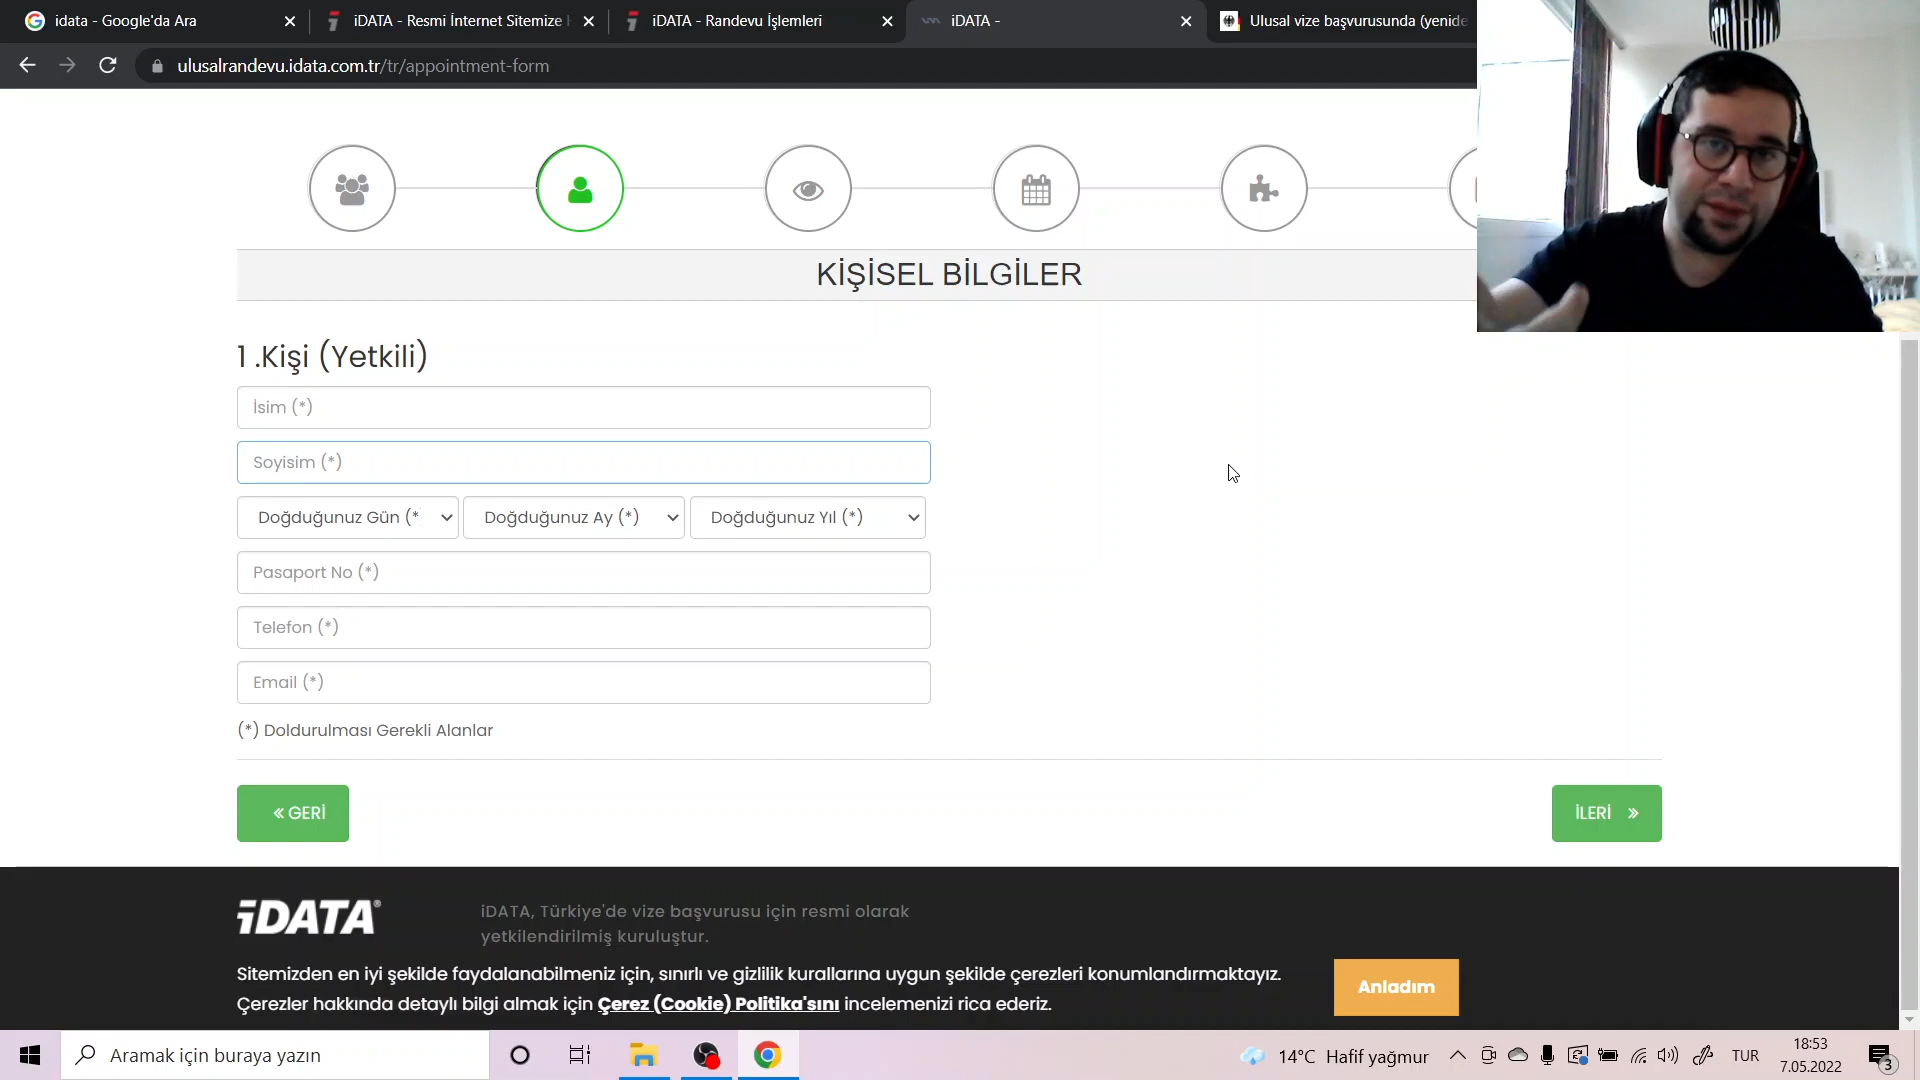 idata - Google'da Ara
iDATA - Resmi İnternet Sitemize
iDATA - Randevu İşlemleri
iDATA -
Ulusal vize başvurusunda (yenide
ulusalrandevu.idata.com.tr/tr/appointment-form
KİŞİSEL BİLGİLER
1 .Kişi (Yetkili)
İsim (*)
Soyisim (*)
Doğduğunuz Gün (* Doğduğunuz Ay (*) Doğduğunuz Yıl (*)
Pasaport No (*)
Telefon (*)
Email (*)
(*) Doldurulması Gerekli Alanlar
« GERİ
İLERİ »
iDATA®
iDATA, Türkiye'de vize başvurusu için resmi olarak
yetkilendirilmiş kuruluştur.
Sitemizden en iyi şekilde faydalanabilmeniz için, sınırlı ve gizlilik kurallarına uygun şekilde çerezleri konumlandırmaktayız.
Çerezler hakkında detaylı bilgi almak için Çerez (Cookie) Politika'sını incelemenizi rica ederiz.
Anladım
Aramak için buraya yazın
14°C Hafif yağmur
TUR
18:53
7.05.2022
3